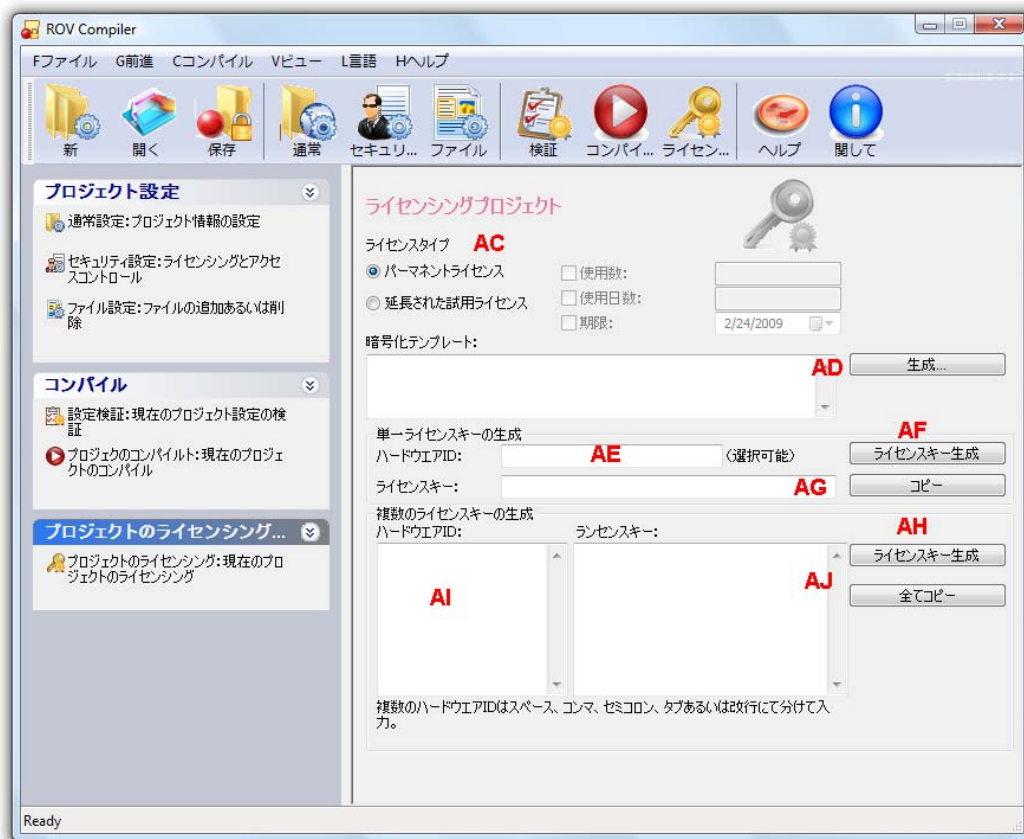 ROV Compiler
Fファイル G前進 Cコンパイル Vビュー L言語 Hヘルプ
新 開く 保存 通常 セキュリ... ファイル 検証 コンパイ... ライセン... ヘルプ 関して
プロジェクト設定
通常設定:プロジェクト情報の設定
セキュリティ設定:ライセンシングとアクセ
スコントロール
ファイル設定:ファイルの追加あるいは削
除
コンパイル
設定検証:現在のプロジェクト設定の検
証
プロジェクのコンパイルト:現在のプロジェ
クトのコンパイル
プロジェクトのライセンシング...
プロジェクトのライセンシング:現在のプロ
ジェクトのライセンシング
ライセンシングプロジェクト
ライセンスタイプ AC
パーマネントライセンス 使用数:
延長された試用ライセンス 使用日数:
期限: 2/24/2009
暗号化テンプレート:
AD 生成...
単一ライセンスキーの生成 AF
ハードウエアID: AE (選択可能) ライセンスキー生成
ライセンスキー: AG コピー
複数のライセンスキーの生成 AH
ハードウエアID: ランセンスキー:
ライセンスキー生成
AI AJ 全てコピー
複数のハードウエアIDはスペース、コンマ、セミコロン、タブあるいは改行にて分けて入
力。
Ready